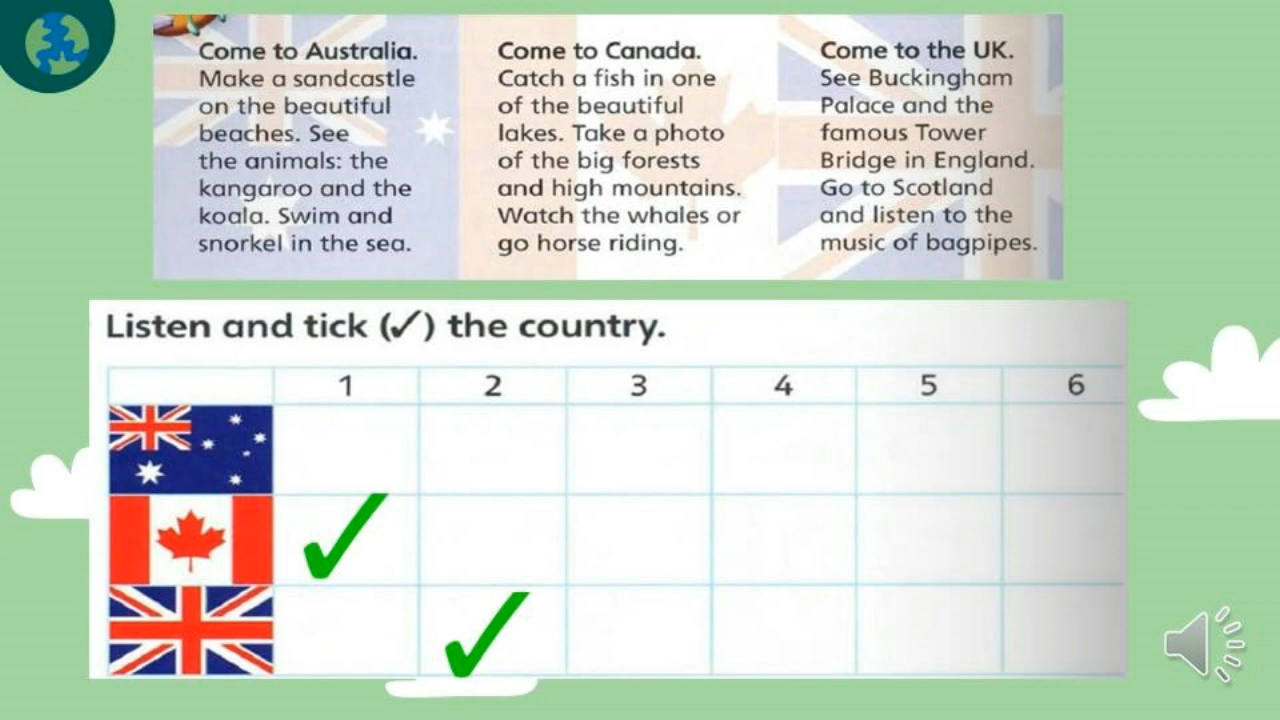 Come to Australia.
Make a sandcastle
on the beautiful
beaches. See
the animals: the
kangaroo and the
koala. Swim and
snorkel in the sea.
Come to Canada.
Catch a fish in one
of the beautiful
lakes. Take a photo
of the big forests
and high mountains.
Watch the whales or
go horse riding.
Come to the UK.
See Buckingham
Palace and the
famous Tower
Bridge in England.
Go to Scotland
and listen to the
music of bagpipes.
Listen and tick (✓) the country.
1 2 3 4 5 6